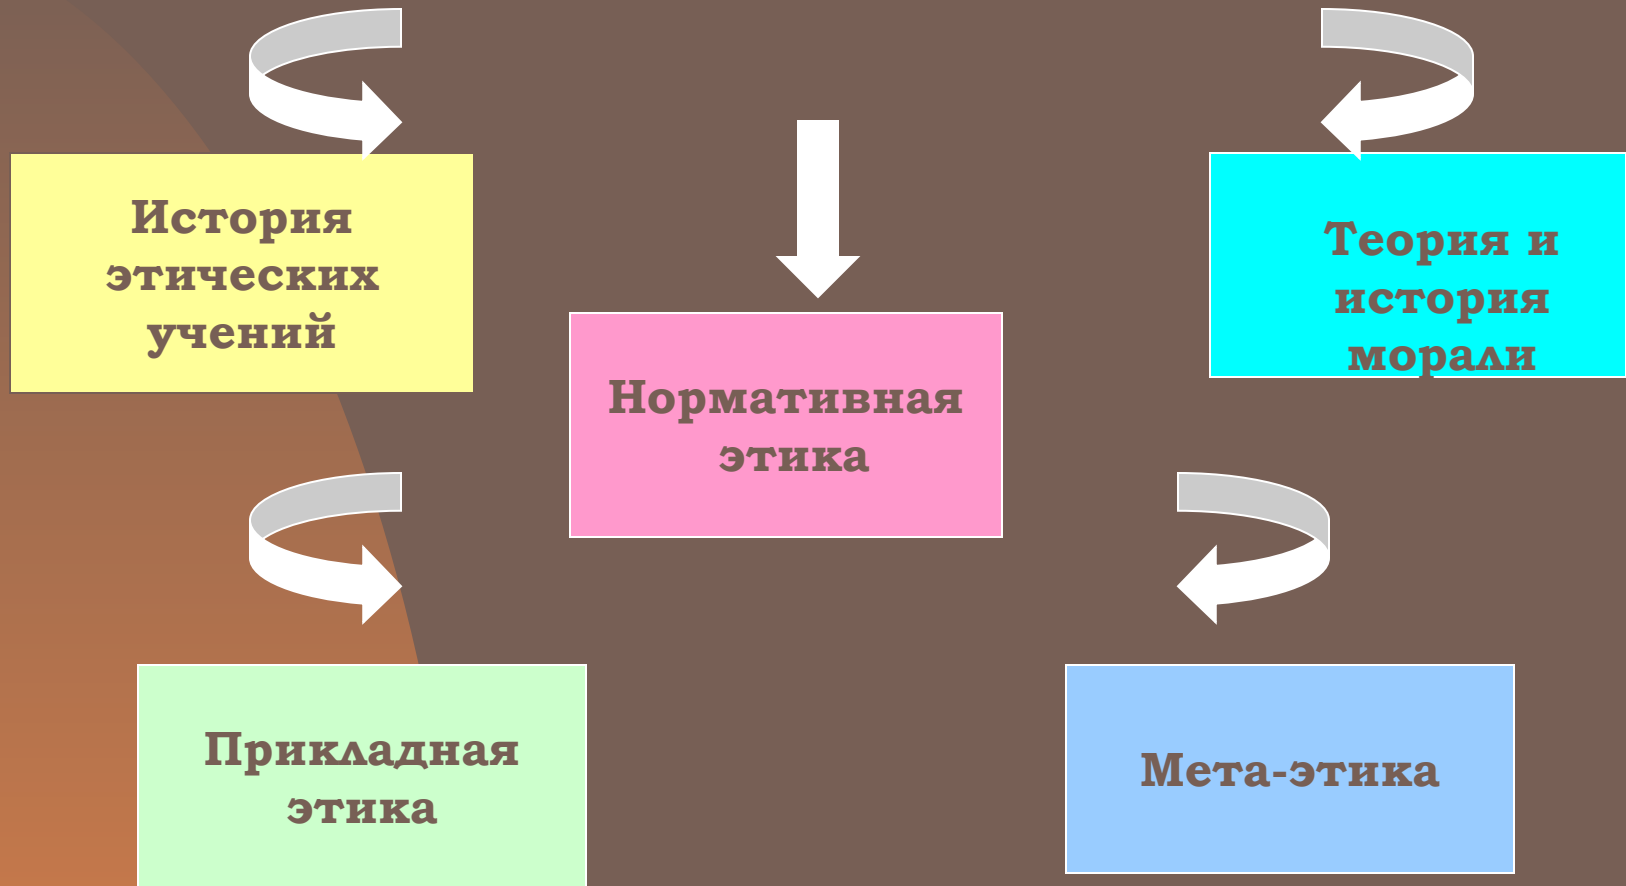 История
этических
учений
Теория и
история
морали
Нормативная
этика
Прикладная
этика
Мета-этика